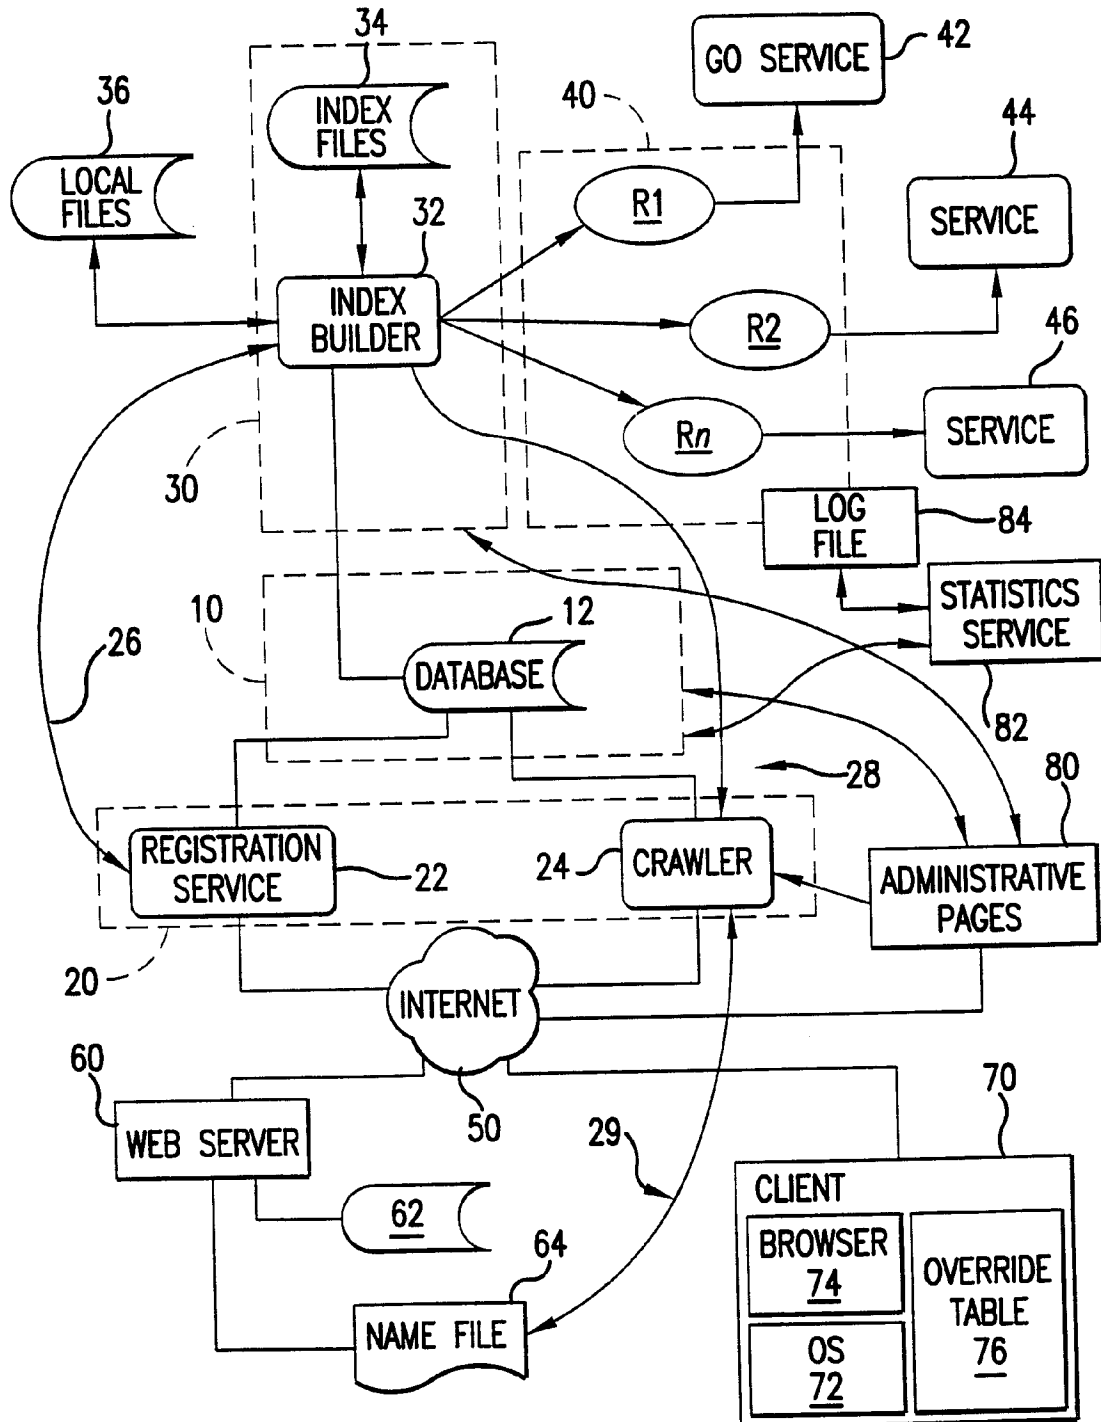 34
42
GO SERVICE
36
40
INDEX
FILES
44
LOCAL
FILES
R1
32
SERVICE
INDEX
BUILDER
R2
46
Rn
SERVICE
30
LOG
FILE
84
10
12
STATISTICS
SERVICE
26
DATABASE
82
28
80
REGISTRATION
SERVICE
22
24
CRAWLER
ADMINISTRATIVE
PAGES
20
INTERNET
60
50
70
WEB SERVER
29
CLIENT
62
BROWSER
74
OVERRIDE
TABLE
76
64
NAME FILE
OS
72